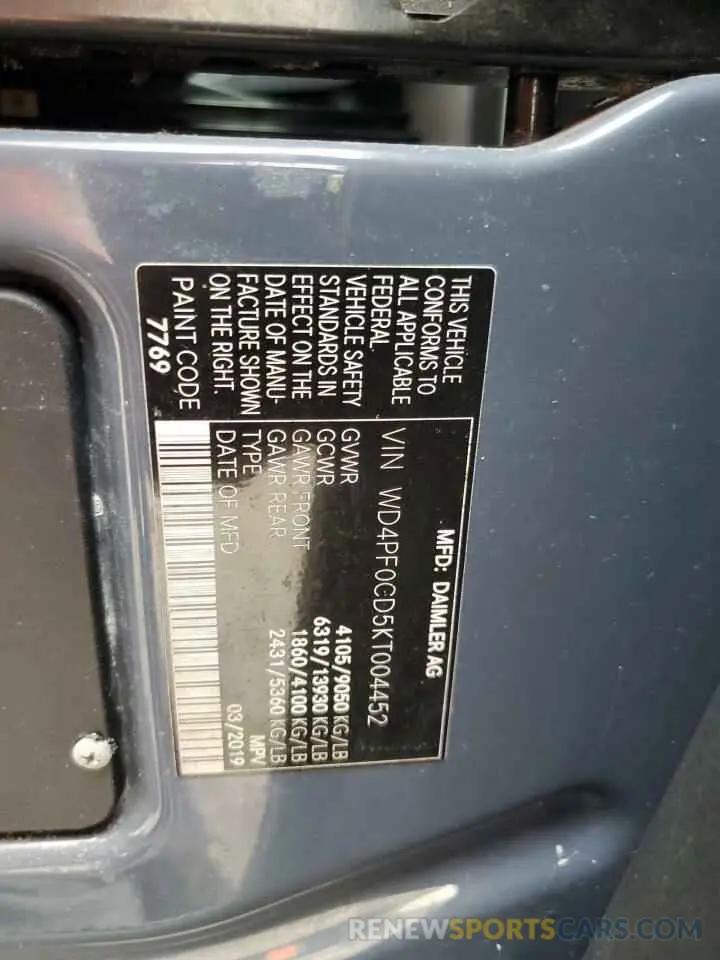 THIS VEHICLE
CONFORMS TO
ALL APPLICABLE
FEDERAL
VEHICLE SAFETY
STANDARDS IN
EFFECT ON THE
DATE OF MANU-
FACTURE SHOWN
ON THE RIGHT.
PAINT CODE
7769
MFD: DAIMLER AG
VIN WD4PF0CD5KT004452
GVWR 4105/9050 KG/LB
GCWR 6319/13930 KG/LB
GAWR FRONT 1860/4100 KG/LB
GAWR REAR 2431/5360 KG/LB
TYPE MPV
DATE OF MFD 03/2019
RENEWSPORTSCARS.COM